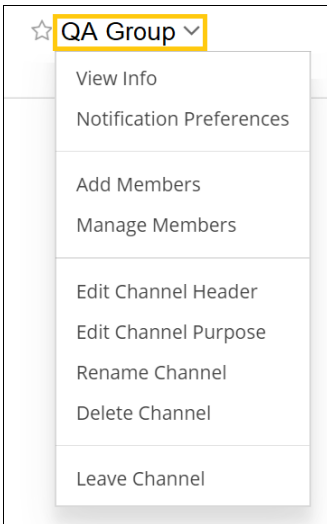 QA Group
View Info
Notification Preferences
Add Members
Manage Members
Edit Channel Header
Edit Channel Purpose
Rename Channel
Delete Channel
Leave Channel